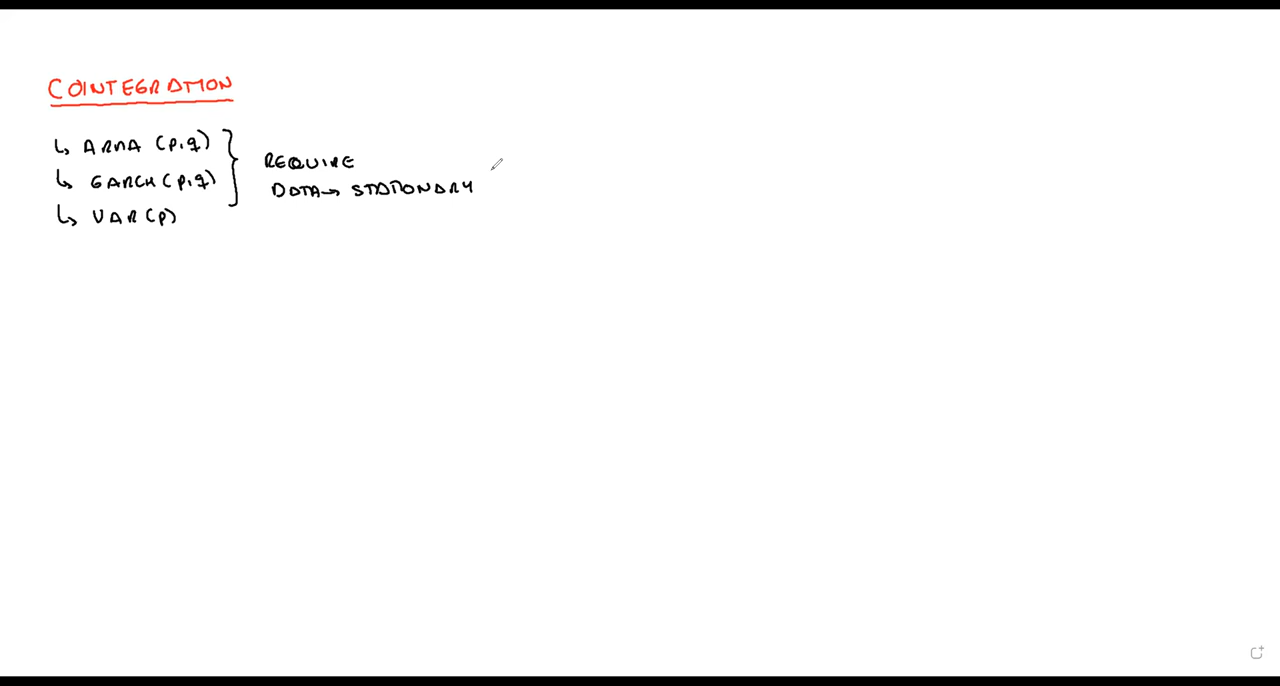 COINTEGRATION
↳ ARMA (p,q)
↳ GARCH (p,q)
↳ VAR (p)
REQUIRE
DATA → STATIONARY